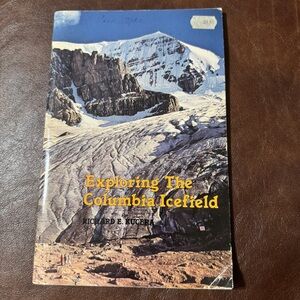 Exploring The
Columbia Icefield
RICHARD E. KUCERA